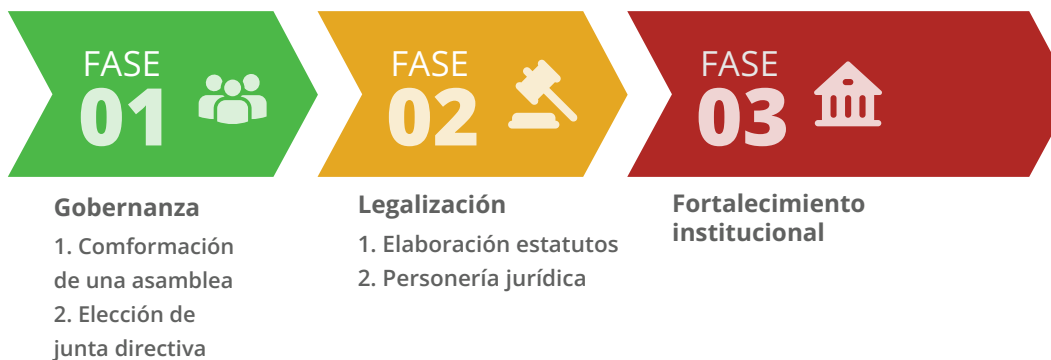 FASE
01
Gobernanza
1. Comformación
de una asamblea
2. Elección de
junta directiva
FASE
02
Legalización
1. Elaboración estatutos
2. Personería jurídica
FASE
03
Fortalecimiento
institucional